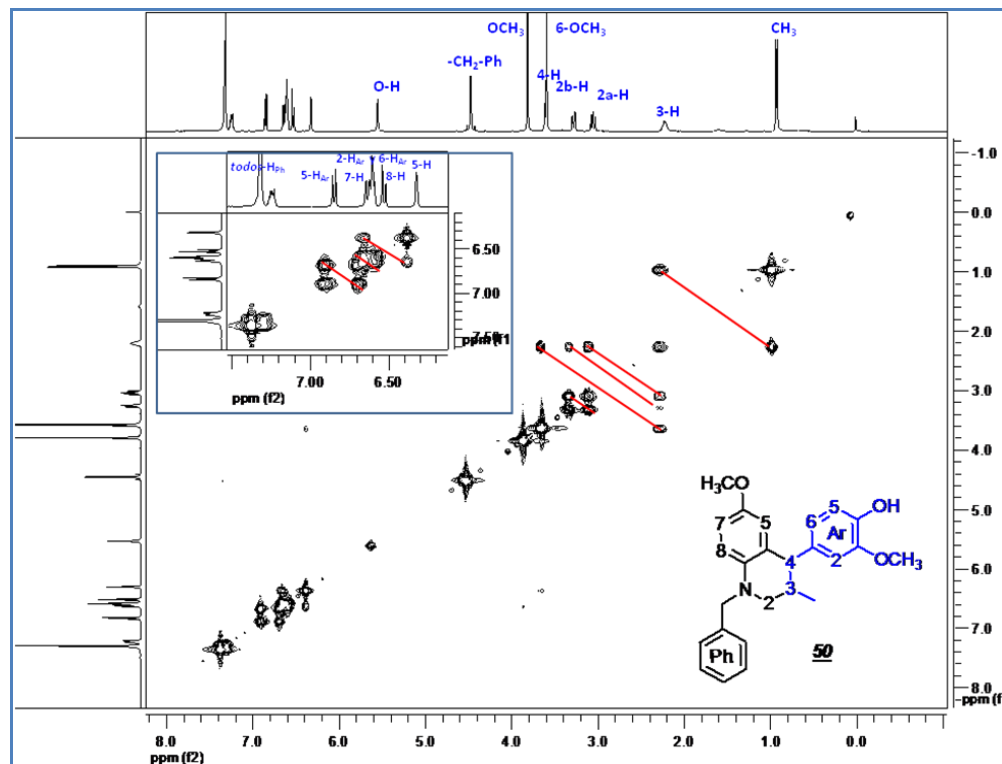 OCH₃
6-OCH₃
CH₃
-CH₂-Ph
4-H
O-H
2b-H
2a-H
3-H
-1.0
0.0
1.0
2.0
3.0
4.0
5.0
6.0
7.0
8.0
ppm (f
todos-H_Ph
2-H_Ar
6-H_Ar
5-H_Ar
7-H
8-H
5-H
6.50
7.00
7.50
ppm (f1
7.00
6.50
ppm (f2)
H₃CO
7
5
8
6
5
OH
Ar
2
OCH₃
4
3
N
2
Ph
50
8.0
7.0
6.0
5.0
4.0
3.0
2.0
1.0
0.0
ppm (f2)